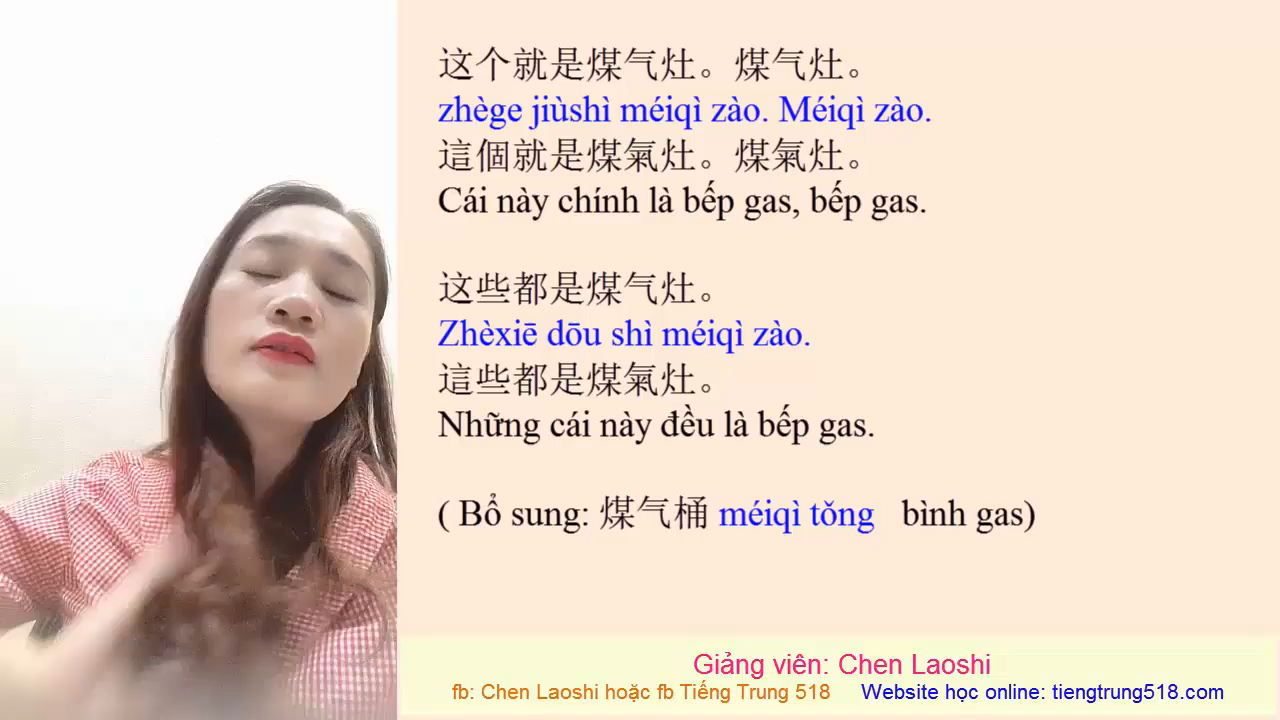 这个就是煤气灶。煤气灶。
zhège jiùshì méiqì zào. Méiqì zào.
這個就是煤氣灶。煤氣灶。
Cái này chính là bếp gas, bếp gas.
这些都是煤气灶。
Zhèxiē dōu shì méiqì zào.
這些都是煤氣灶。
Những cái này đều là bếp gas.
( Bổ sung: 煤气桶 méiqì tǒng bình gas)
Giảng viên: Chen Laoshi
fb: Chen Laoshi hoặc fb Tiếng Trung 518 Website học online: tiengtrung518.com